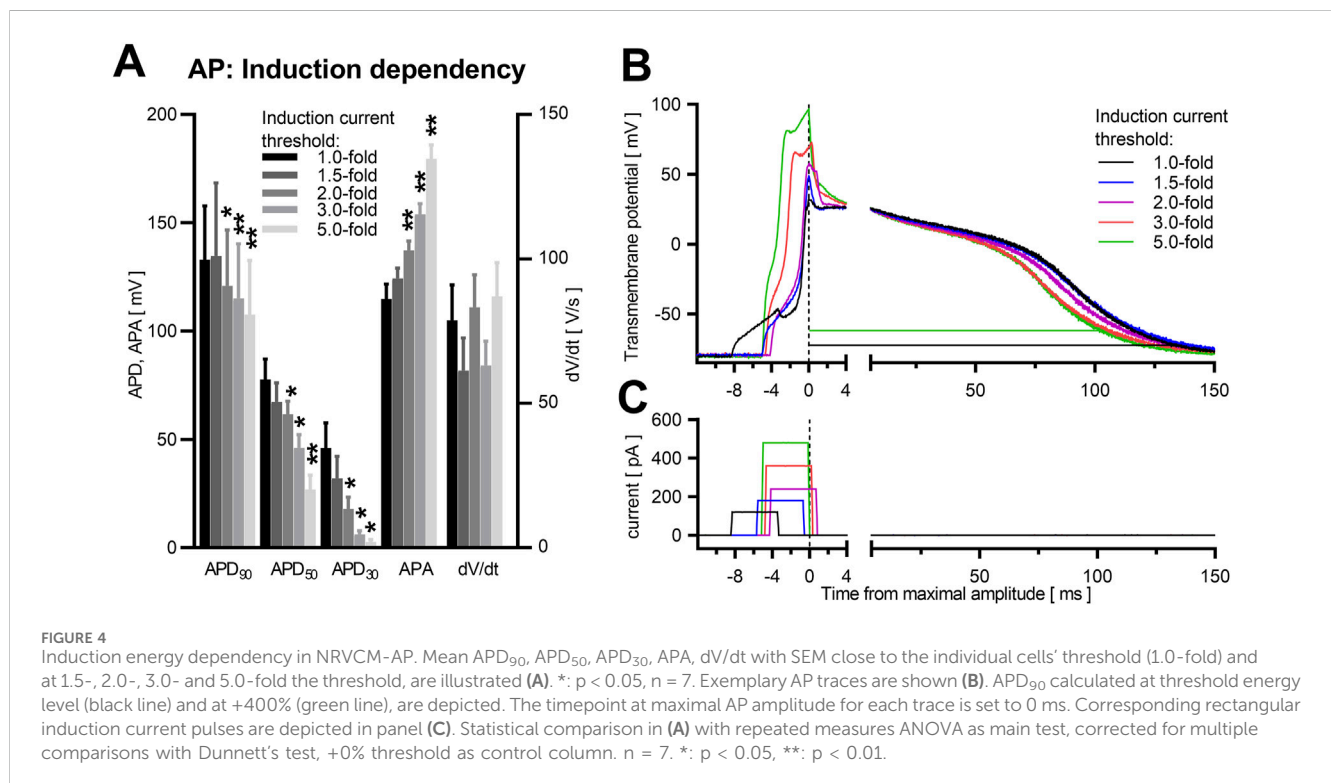 A
AP: Induction dependency
200
150
100
50
0
APD, APA [ mV ]
150
100
50
0
dV/dt [ V/s ]
Induction current
threshold:
1.0-fold
1.5-fold
2.0-fold
3.0-fold
5.0-fold
*
**
**
*
*
**
*
*
*
**
**
**
APD90
APD50
APD30
APA
dV/dt
B
100
50
0
-50
Transmembrane potential [ mV ]
Induction current
threshold:
1.0-fold
1.5-fold
2.0-fold
3.0-fold
5.0-fold
-8 -4 0 4
50 100 150
C
600
400
200
0
current [ pA ]
-8 -4 0 4
50 100 150
Time from maximal amplitude [ ms ]
FIGURE 4
Induction energy dependency in NRVCM-AP. Mean APD90, APD50, APD30, APA, dV/dt with SEM close to the individual cells’ threshold (1.0-fold) and
at 1.5-, 2.0-, 3.0- and 5.0-fold the threshold, are illustrated (A). *: p < 0.05, n = 7. Exemplary AP traces are shown (B). APD90 calculated at threshold energy
level (black line) and at +400% (green line), are depicted. The timepoint at maximal AP amplitude for each trace is set to 0 ms. Corresponding rectangular
induction current pulses are depicted in panel (C). Statistical comparison in (A) with repeated measures ANOVA as main test, corrected for multiple
comparisons with Dunnett’s test, +0% threshold as control column. n = 7. *: p < 0.05, **: p < 0.01.